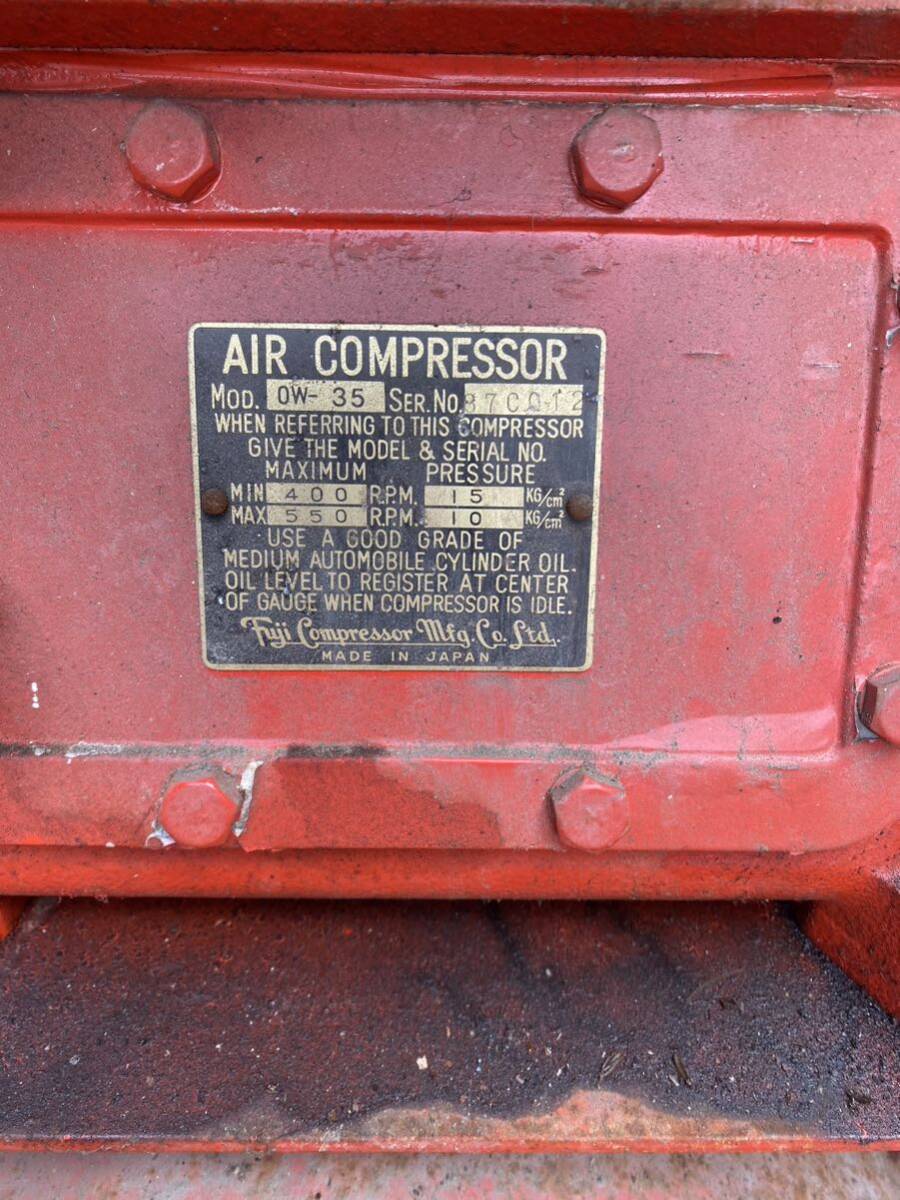 AIR COMPRESSOR
MOD. OW-35 SER. NO. 87C012
WHEN REFERRING TO THIS COMPRESSOR
GIVE THE MODEL & SERIAL NO.
MAXIMUM PRESSURE
MIN 400 R.P.M. 15 KG/cm²
MAX 550 R.P.M. 10 KG/cm²
USE A GOOD GRADE OF
MEDIUM AUTOMOBILE CYLINDER OIL.
OIL LEVEL TO REGISTER AT CENTER
OF GAUGE WHEN COMPRESSOR IS IDLE.
Fuji Compressor Mfg. Co. Ltd.
MADE IN JAPAN